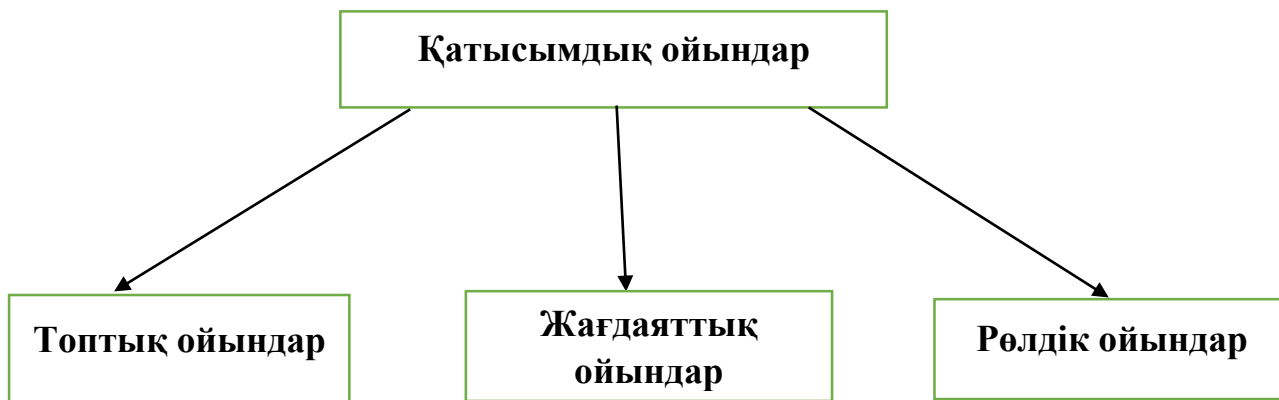 Қатысымдық ойындар
Топтық ойындар
Жағдаяттық
ойындар
Рөлдік ойындар